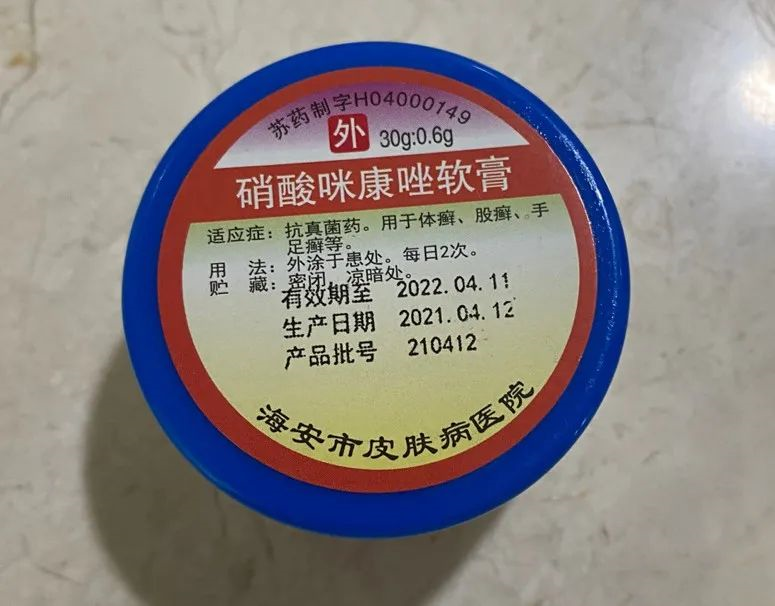 苏药制字H04000149
外 30g:0.6g
硝酸咪康唑软膏
适应症：抗真菌药。用于体癣、股癣、手
足癣等。
用　法：外涂于患处。每日2次。
贮　藏：密闭，凉暗处。
有效期至 2022.04.11
生产日期 2021.04.12
产品批号 210412
海安市皮肤病医院